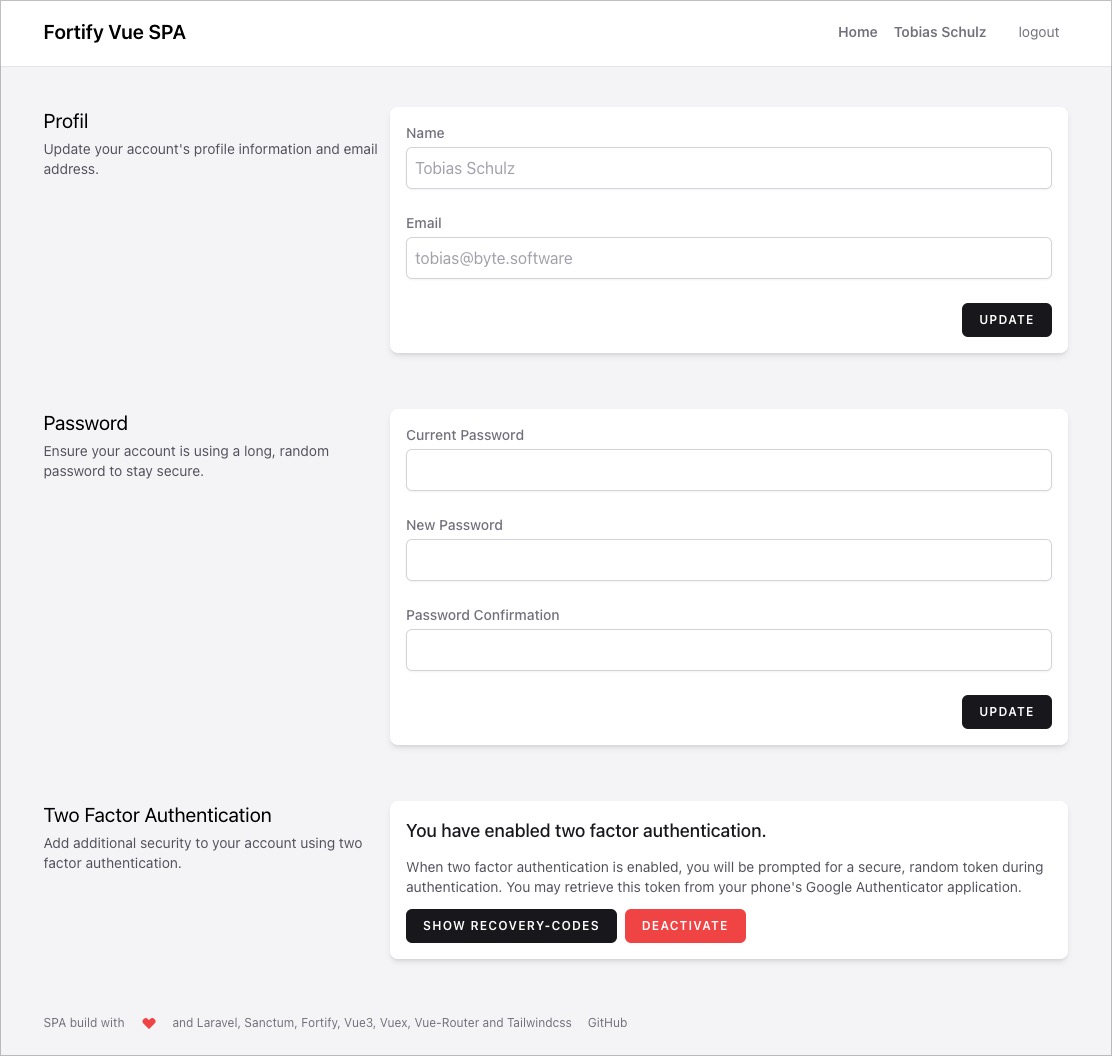 Fortify Vue SPA
Home Tobias Schulz logout
Profil
Update your account's profile information and email
address.
Name
Tobias Schulz
Email
tobias@byte.software
UPDATE
Password
Ensure your account is using a long, random
password to stay secure.
Current Password
New Password
Password Confirmation
UPDATE
Two Factor Authentication
Add additional security to your account using two
factor authentication.
You have enabled two factor authentication.
When two factor authentication is enabled, you will be prompted for a secure, random token during
authentication. You may retrieve this token from your phone's Google Authenticator application.
SHOW RECOVERY-CODES DEACTIVATE
SPA build with and Laravel, Sanctum, Fortify, Vue3, Vuex, Vue-Router and Tailwindcss GitHub